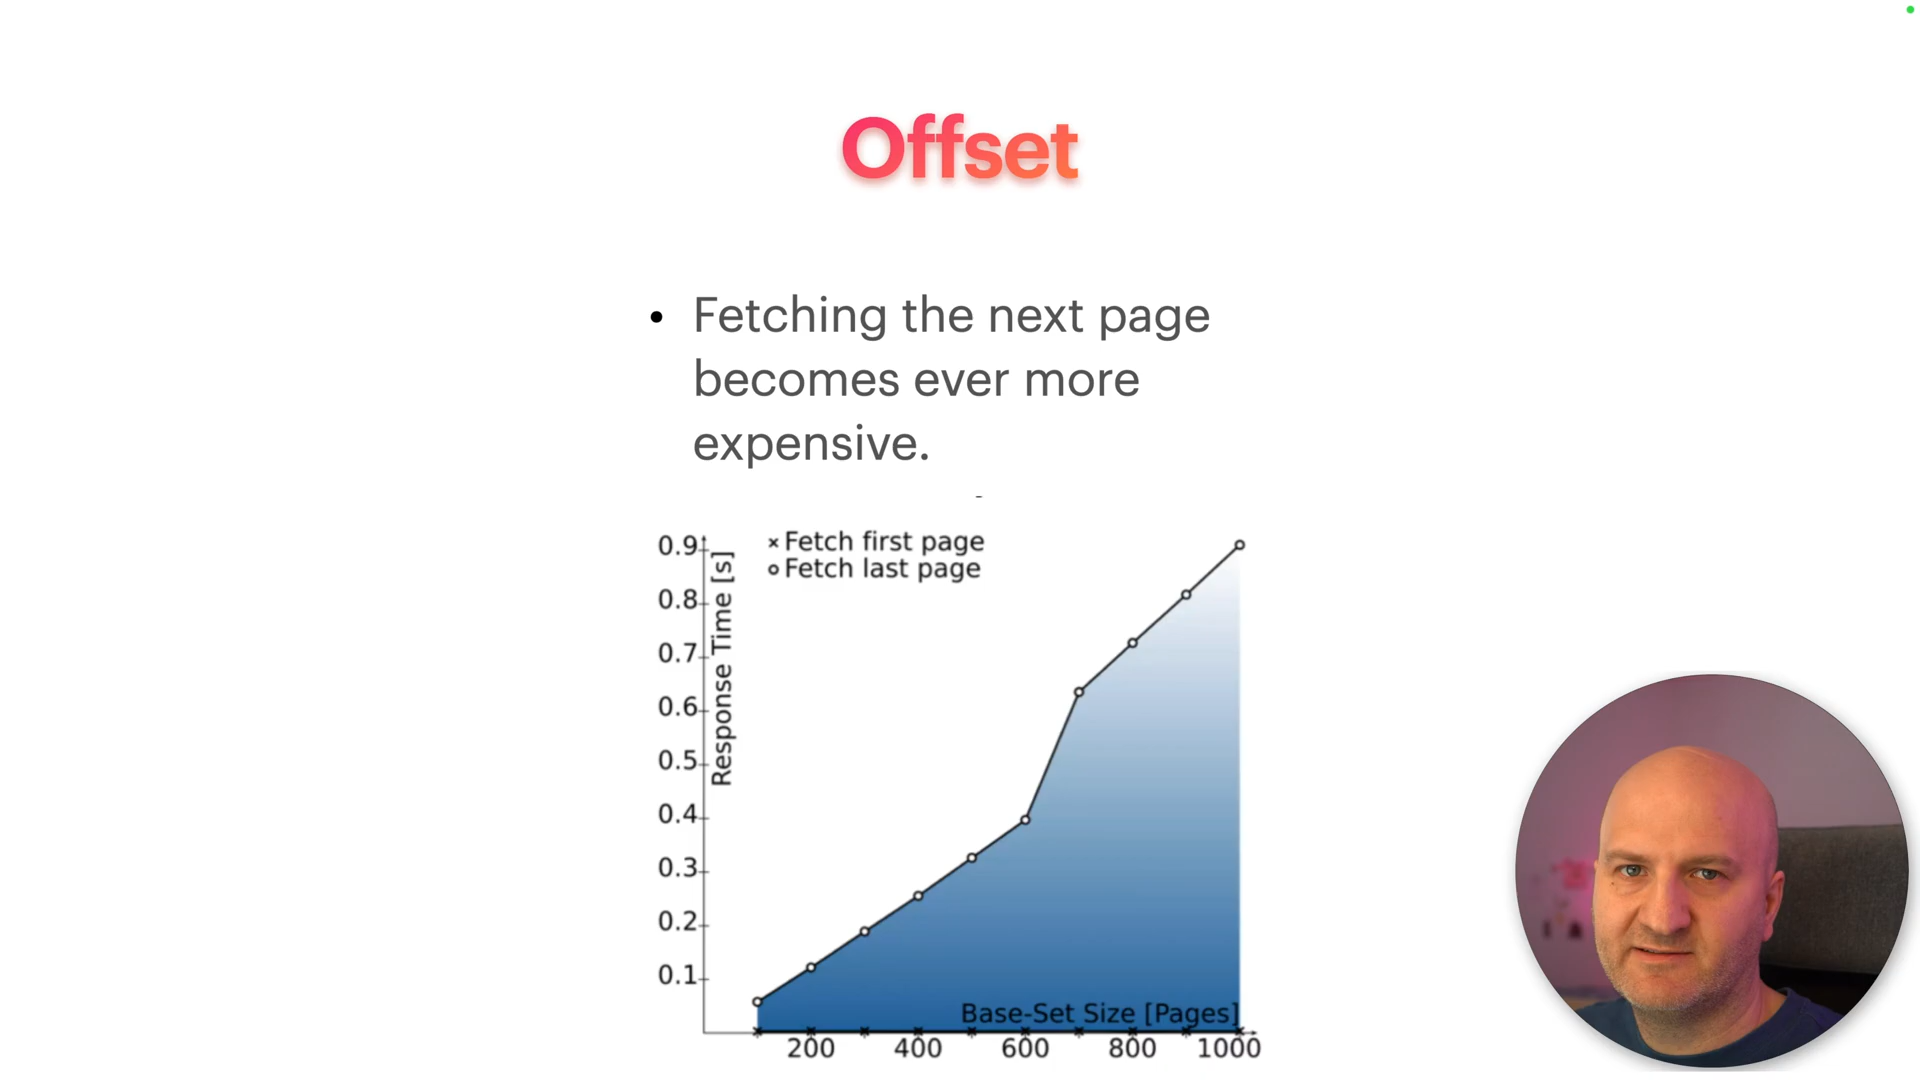 Offset
• Fetching the next page
becomes ever more
expensive.
× Fetch first page
o Fetch last page
Response Time [s]
0.9
0.8
0.7
0.6
0.5
0.4
0.3
0.2
0.1
Base-Set Size [Pages]
200 400 600 800 1000